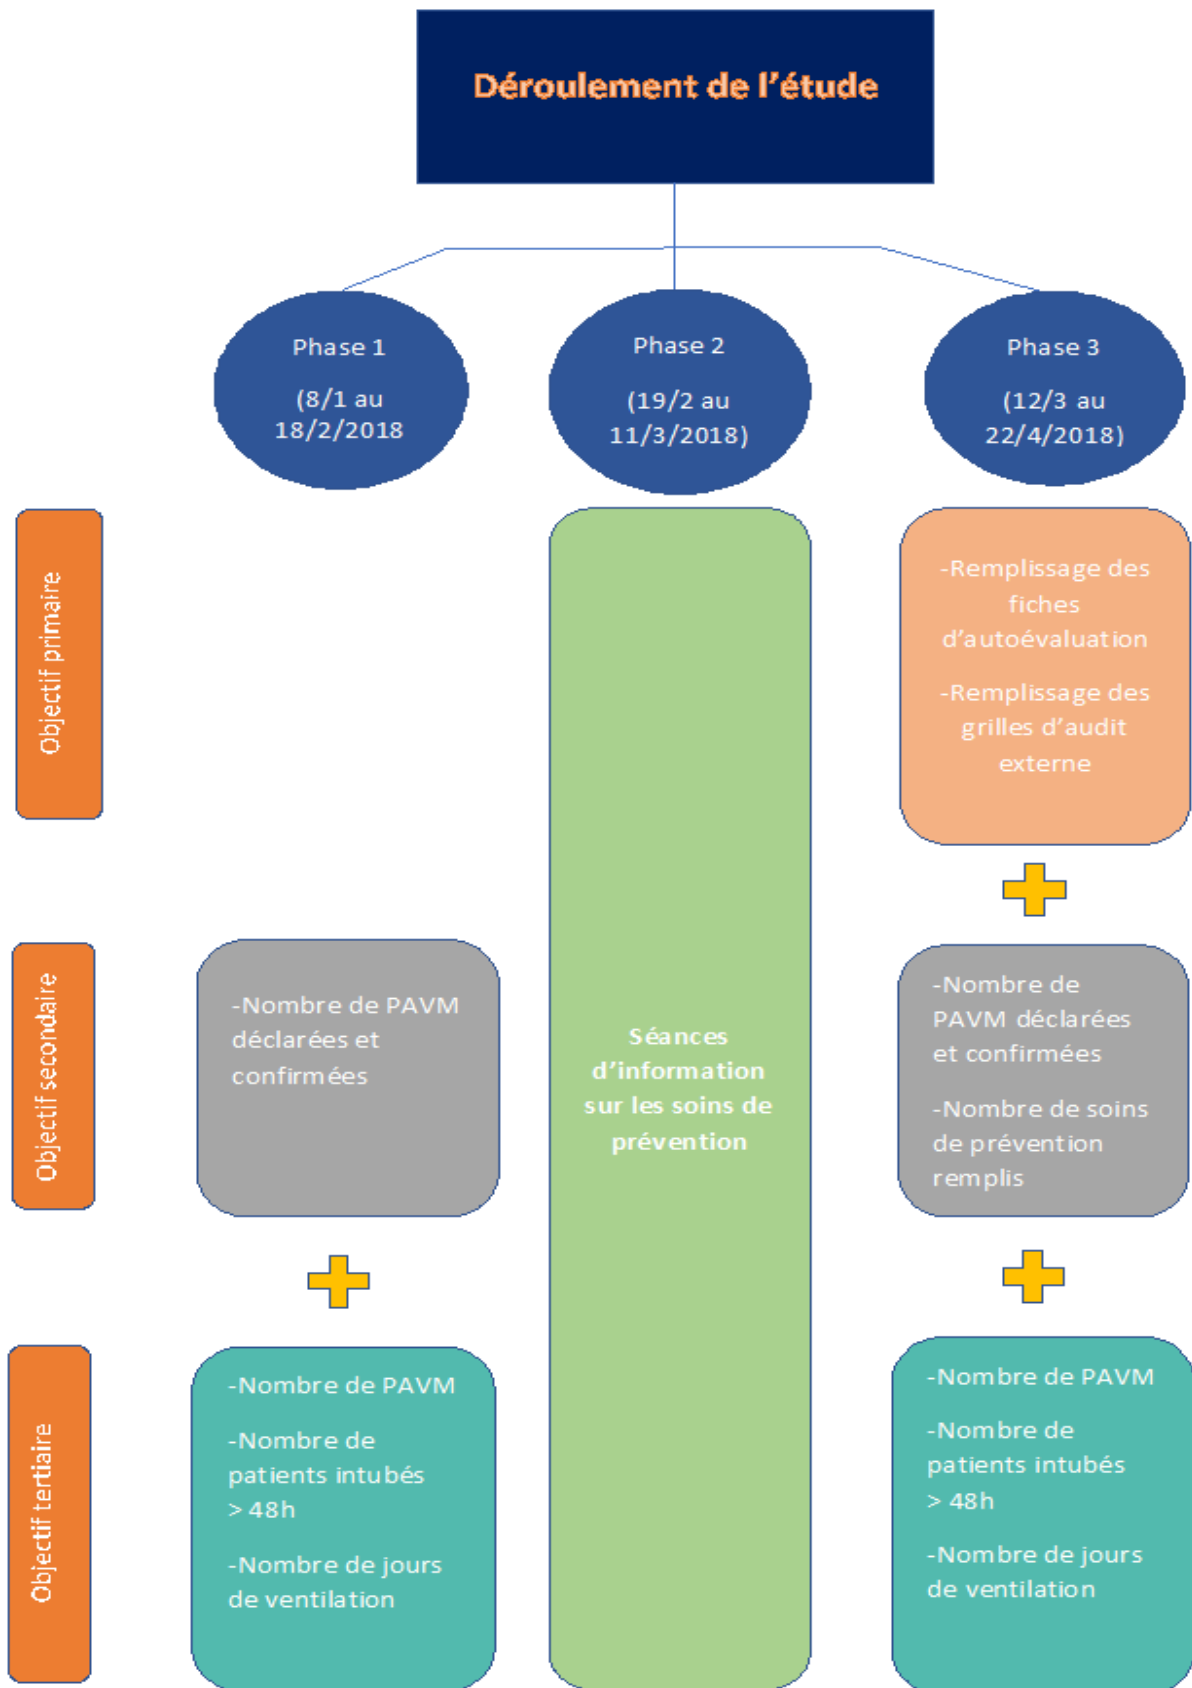 Déroulement de l'étude
Phase 1
(8/1 au
18/2/2018
Phase 2
(19/2 au
11/3/2018)
Phase 3
(12/3 au
22/4/2018)
Objectif primaire
-Remplissage des
fiches
d'autoévaluation
-Remplissage des
grilles d'audit
externe
Objectif secondaire
-Nombre de PAVM
déclarées et
confirmées
Séances
d'information
sur les soins de
prévention
-Nombre de
PAVM déclarées
et confirmées
-Nombre de soins
de prévention
remplis
Objectif tertiaire
-Nombre de PAVM
-Nombre de
patients intubés
> 48h
-Nombre de jours
de ventilation
-Nombre de PAVM
-Nombre de
patients intubés
> 48h
-Nombre de jours
de ventilation